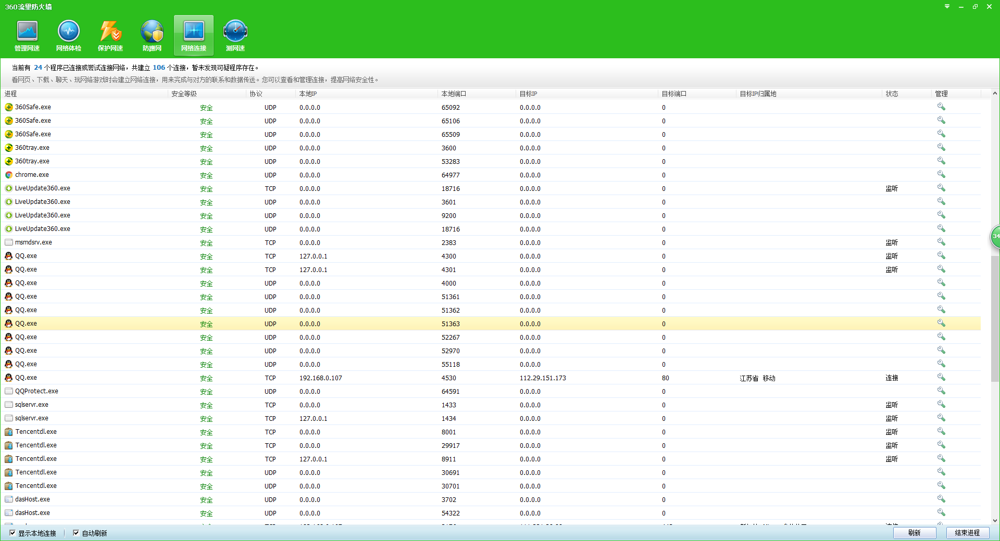 360流量防火墙
管理网速 网络体检 保护网速 防蹭网 网络连接 测网速
当前有 24 个程序已连接或尝试连接网络，共建立 106 个连接，暂未发现可疑程序存在。
看网页、下载、聊天、玩网络游戏时会建立网络连接，用来完成与对方的联系和数据传送。您可以查看和管理连接，提高网络安全性。
进程 安全等级 协议 本地IP 本地端口 目标IP 目标端口 目标IP归属地 状态 管理
360Safe.exe 安全 UDP 0.0.0.0 65092 0.0.0.0 0
360Safe.exe 安全 UDP 0.0.0.0 65106 0.0.0.0 0
360Safe.exe 安全 UDP 0.0.0.0 65509 0.0.0.0 0
360tray.exe 安全 UDP 0.0.0.0 3600 0.0.0.0 0
360tray.exe 安全 UDP 0.0.0.0 53283 0.0.0.0 0
chrome.exe 安全 UDP 0.0.0.0 64977 0.0.0.0 0
LiveUpdate360.exe 安全 TCP 0.0.0.0 18716 0.0.0.0 0 监听
LiveUpdate360.exe 安全 UDP 0.0.0.0 3601 0.0.0.0 0
LiveUpdate360.exe 安全 UDP 0.0.0.0 9200 0.0.0.0 0
LiveUpdate360.exe 安全 UDP 0.0.0.0 18716 0.0.0.0 0
msmdsrv.exe 安全 TCP 0.0.0.0 2383 0.0.0.0 0 监听
QQ.exe 安全 TCP 127.0.0.1 4300 0.0.0.0 0 监听
QQ.exe 安全 TCP 127.0.0.1 4301 0.0.0.0 0 监听
QQ.exe 安全 UDP 0.0.0.0 4000 0.0.0.0 0
QQ.exe 安全 UDP 0.0.0.0 51361 0.0.0.0 0
QQ.exe 安全 UDP 0.0.0.0 51362 0.0.0.0 0
QQ.exe 安全 UDP 0.0.0.0 51363 0.0.0.0 0
QQ.exe 安全 UDP 0.0.0.0 52267 0.0.0.0 0
QQ.exe 安全 UDP 0.0.0.0 52970 0.0.0.0 0
QQ.exe 安全 UDP 0.0.0.0 55118 0.0.0.0 0
QQ.exe 安全 TCP 192.168.0.107 4530 112.29.151.173 80 江苏省 移动 连接
QQProtect.exe 安全 UDP 0.0.0.0 64591 0.0.0.0 0
sqlservr.exe 安全 TCP 0.0.0.0 1433 0.0.0.0 0 监听
sqlservr.exe 安全 TCP 127.0.0.1 1434 0.0.0.0 0 监听
Tencentdl.exe 安全 TCP 0.0.0.0 8001 0.0.0.0 0 监听
Tencentdl.exe 安全 TCP 0.0.0.0 29917 0.0.0.0 0 监听
Tencentdl.exe 安全 TCP 127.0.0.1 8911 0.0.0.0 0 监听
Tencentdl.exe 安全 UDP 0.0.0.0 30691 0.0.0.0 0
Tencentdl.exe 安全 UDP 0.0.0.0 30701 0.0.0.0 0
dasHost.exe 安全 UDP 0.0.0.0 3702 0.0.0.0 0
dasHost.exe 安全 UDP 0.0.0.0 54322 0.0.0.0 0
34
显示本地连接 自动刷新 刷新 结束进程